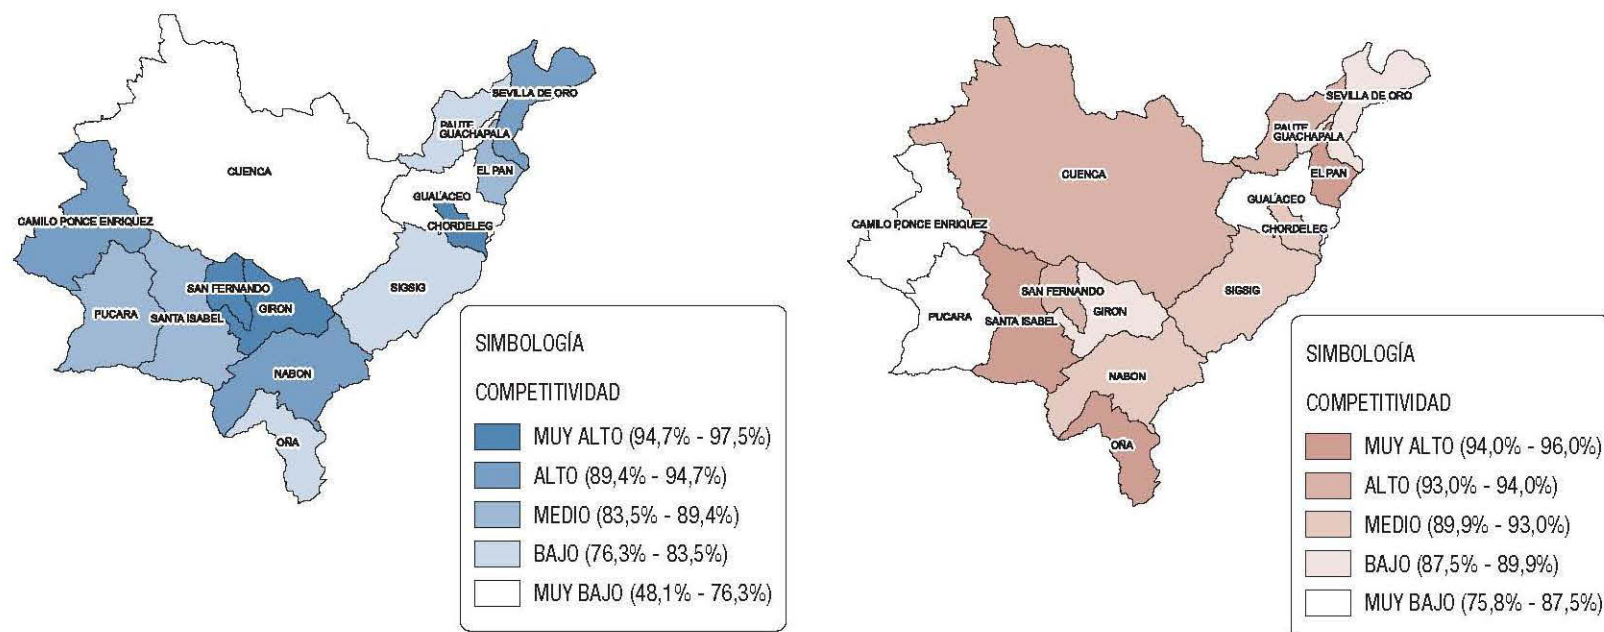 SEVILLA DE ORO
PAUTE
GUACHAPALA
CUENCA
EL PAN
GUALACEO
CAMILO PONCE ENRIQUEZ
CHORDELEG
SAN FERNANDO
SIGSIG
GIRON
PUCARA
SANTA ISABEL
NABON
OÑA
SIMBOLOGÍA
COMPETITIVIDAD
MUY ALTO (94,7% - 97,5%)
ALTO (89,4% - 94,7%)
MEDIO (83,5% - 89,4%)
BAJO (76,3% - 83,5%)
MUY BAJO (48,1% - 76,3%)
SEVILLA DE ORO
PAUTE
GUACHAPALA
CUENCA
EL PAN
GUALACEO
CAMILO PONCE ENRIQUEZ
CHORDELEG
SAN FERNANDO
SIGSIG
GIRON
PUCARA
SANTA ISABEL
NABON
OÑA
SIMBOLOGÍA
COMPETITIVIDAD
MUY ALTO (94,0% - 96,0%)
ALTO (93,0% - 94,0%)
MEDIO (89,9% - 93,0%)
BAJO (87,5% - 89,9%)
MUY BAJO (75,8% - 87,5%)